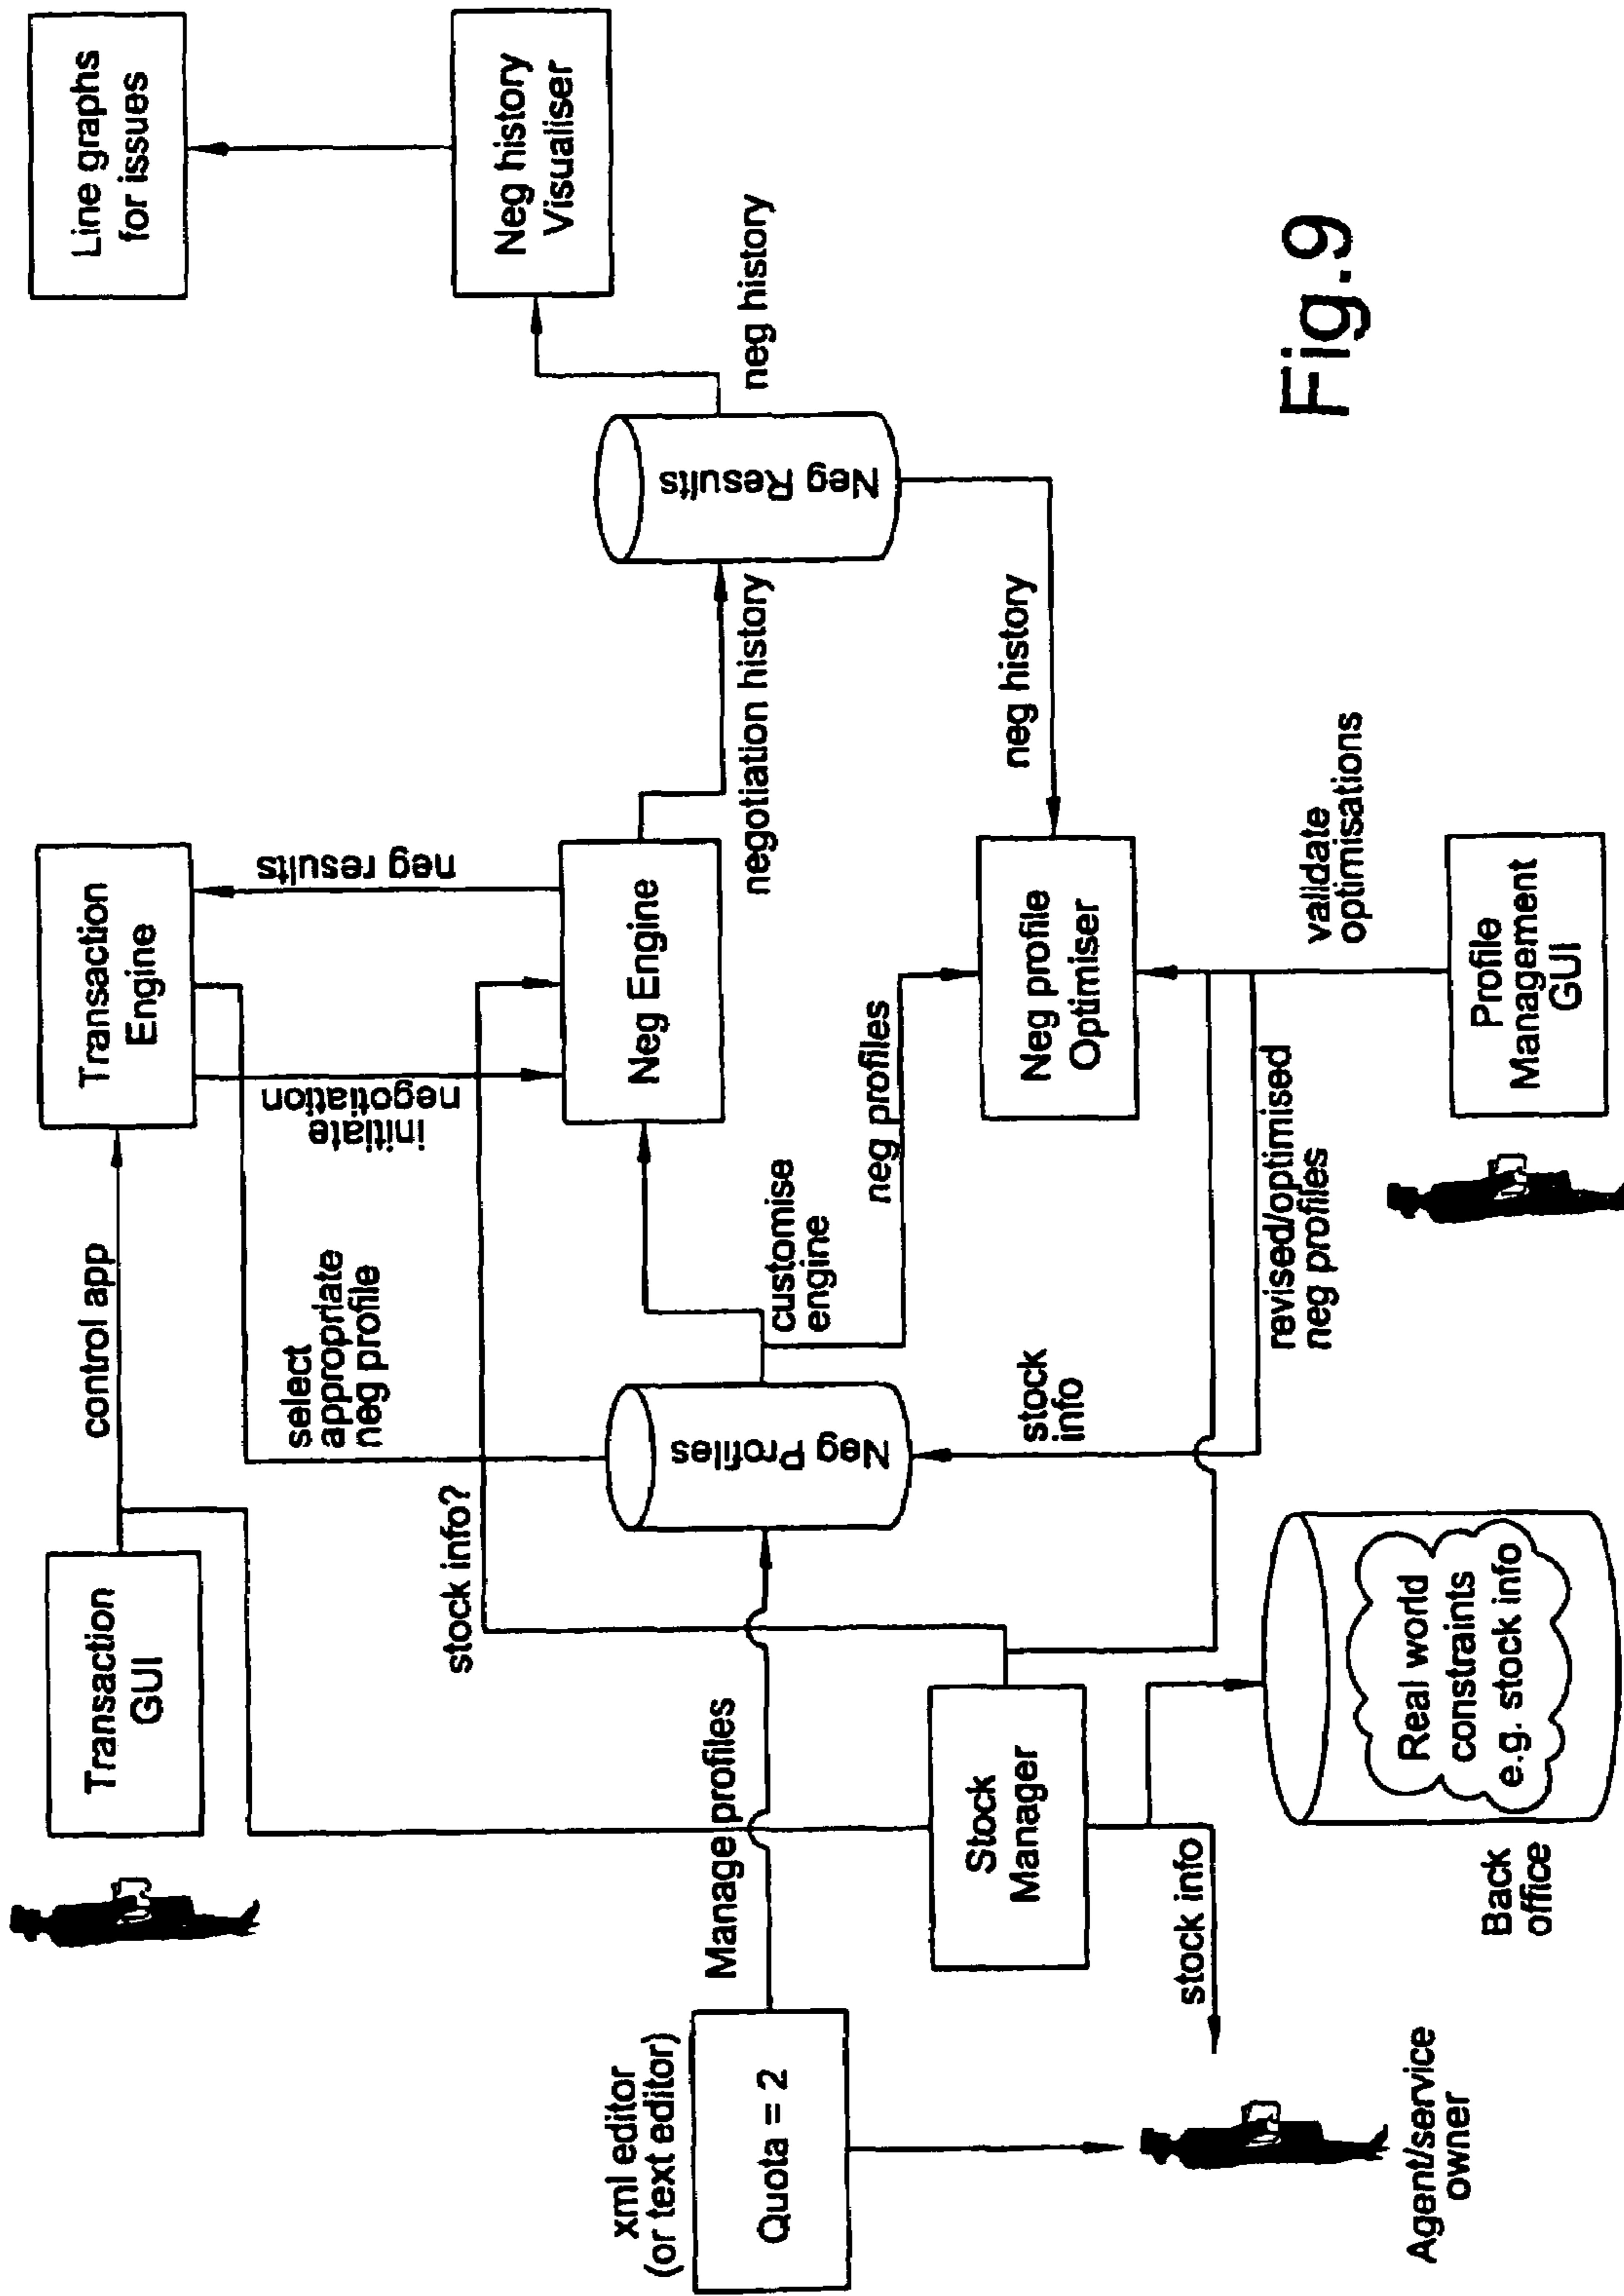 Transaction
GUI
control app
Transaction
Engine
Line graphs
for issues
select
appropriate
neg profile
initiate
negotiation
neg results
stock info?
xml editor
(or text editor)
Quota = 2
Manage profiles
Neg Profiles
customise
engine
Neg Engine
negotiation history
Neg Results
neg history
Neg history
Visualiser
Stock
Manager
stock
info
neg profiles
Neg profile
Optimiser
neg history
stock info
Agent/service
owner
Back
office
Real world
constraints
e.g. stock info
revised/optimised
neg profiles
validate
optimisations
Profile
Management
GUI
Fig.9